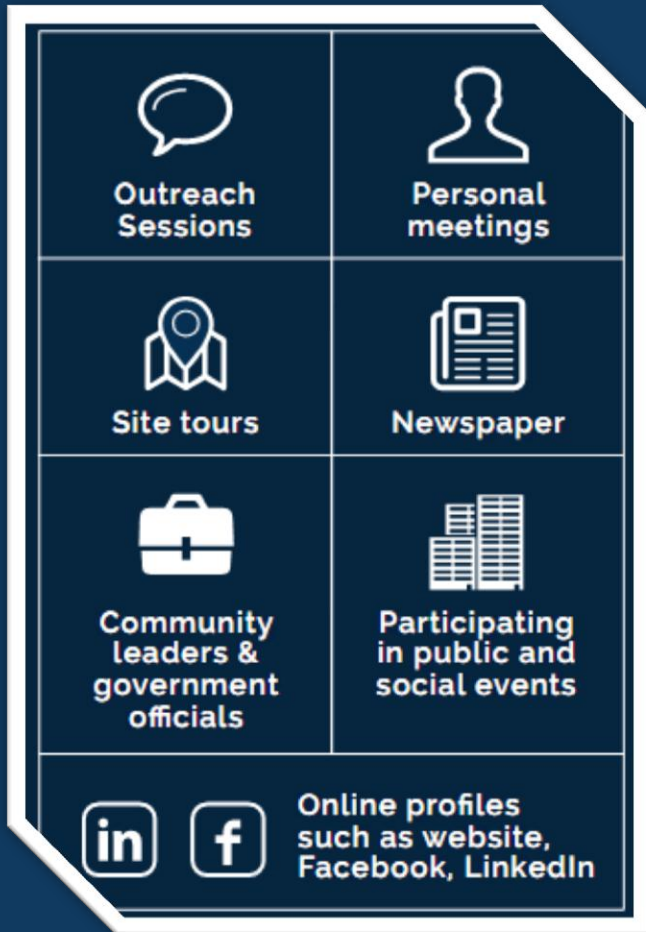 Outreach
Sessions
Personal
meetings
Site tours
Newspaper
Community
leaders &
government
officials
Participating
in public and
social events
in
f
Online profiles
such as website,
Facebook, LinkedIn